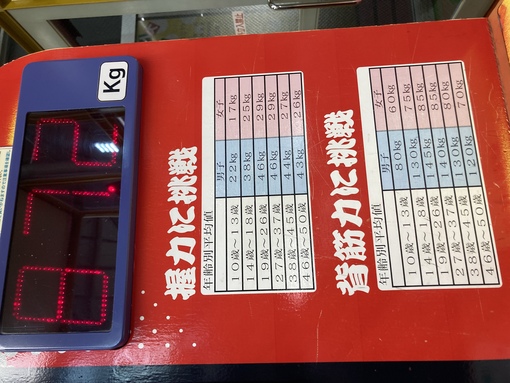 Kg
67.2
握力に挑戦
年齢別平均値 男子 女子
10歳～13歳 22kg 17kg
14歳～18歳 38kg 25kg
19歳～26歳 46kg 29kg
27歳～37歳 46kg 29kg
38歳～45歳 44kg 27kg
46歳～50歳 43kg 26kg
背筋力に挑戦
年齢別平均値 男子 女子
10歳～13歳 80kg 60kg
14歳～18歳 130kg 75kg
19歳～26歳 145kg 85kg
27歳～37歳 140kg 85kg
38歳～45歳 130kg 80kg
46歳～50歳 120kg 70kg